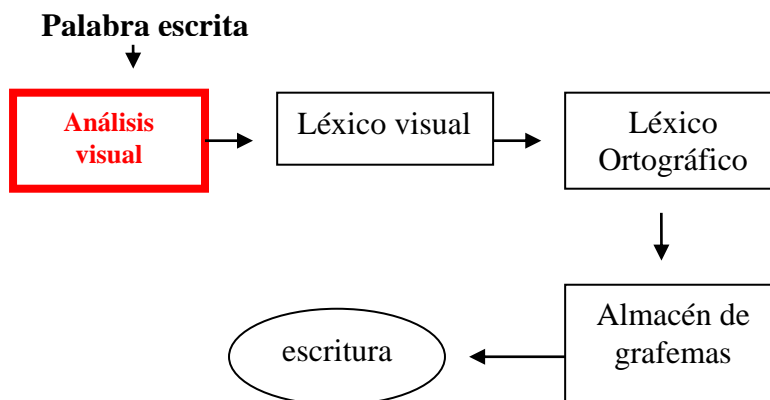 Palabra escrita
Análisis
visual
Léxico visual
Léxico
Ortográfico
Almacén de
grafemas
escritura